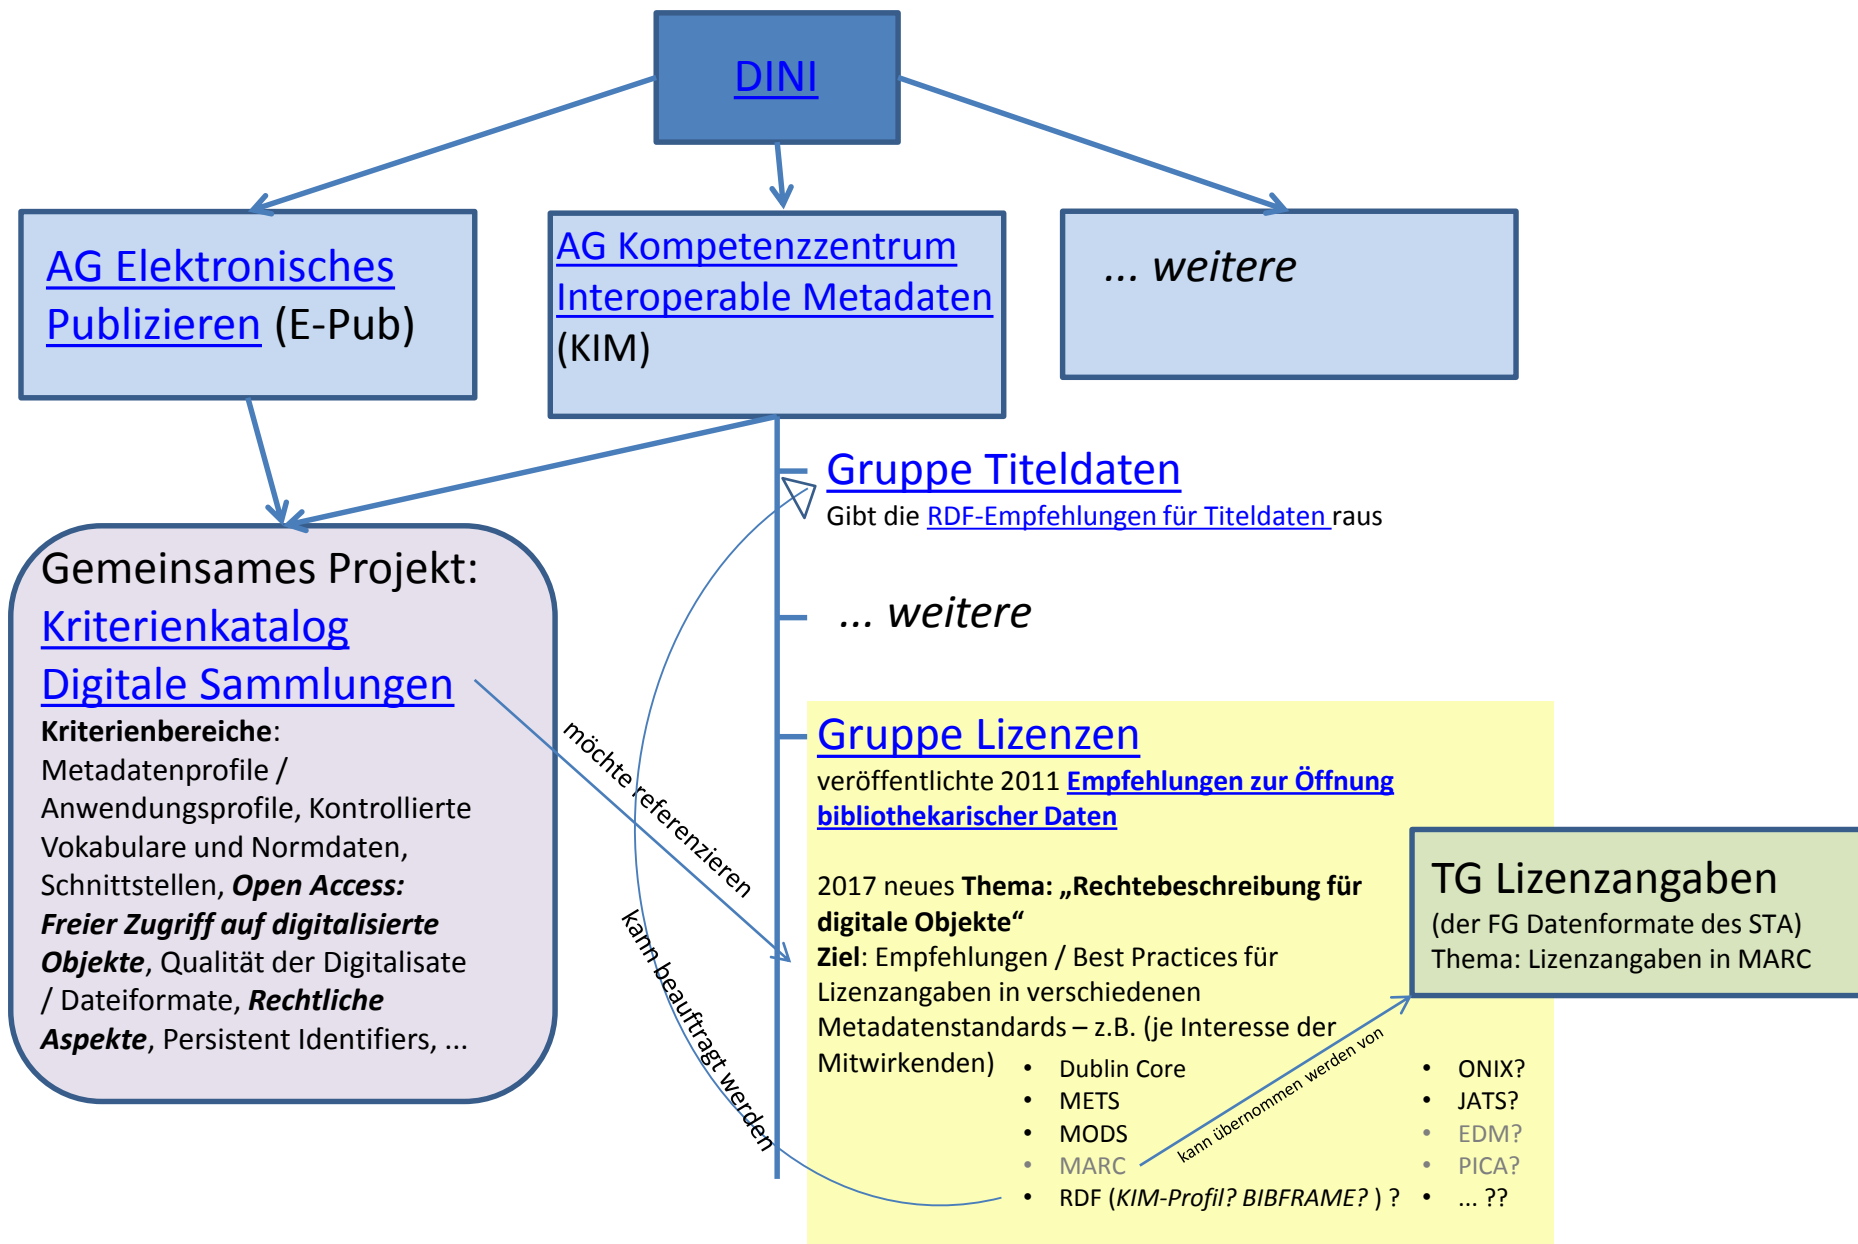 DINI
AG Elektronisches
Publizieren (E-Pub)
AG Kompetenzzentrum
Interoperable Metadaten
(KIM)
... weitere
Gruppe Titeldaten
Gibt die RDF-Empfehlungen für Titeldaten raus
... weitere
Gemeinsames Projekt:
Kriterienkatalog
Digitale Sammlungen
Kriterienbereiche:
Metadatenprofile /
Anwendungsprofile, Kontrollierte
Vokabulare und Normdaten,
Schnittstellen, Open Access:
Freier Zugriff auf digitalisierte
Objekte, Qualität der Digitalisate
/ Dateiformate, Rechtliche
Aspekte, Persistent Identifiers, ...
möchte referenzieren
kann beauftragt werden
Gruppe Lizenzen
veröffentlichte 2011 Empfehlungen zur Öffnung
bibliothekarischer Daten
2017 neues Thema: „Rechtebeschreibung für
digitale Objekte“
Ziel: Empfehlungen / Best Practices für
Lizenzangaben in verschiedenen
Metadatenstandards – z.B. (je Interesse der
Mitwirkenden)
• Dublin Core
• METS
• MODS
• MARC
• RDF (KIM-Profil? BIBFRAME? ) ?
kann übernommen werden von
• ONIX?
• JATS?
• EDM?
• PICA?
• ... ??
TG Lizenzangaben
(der FG Datenformate des STA)
Thema: Lizenzangaben in MARC